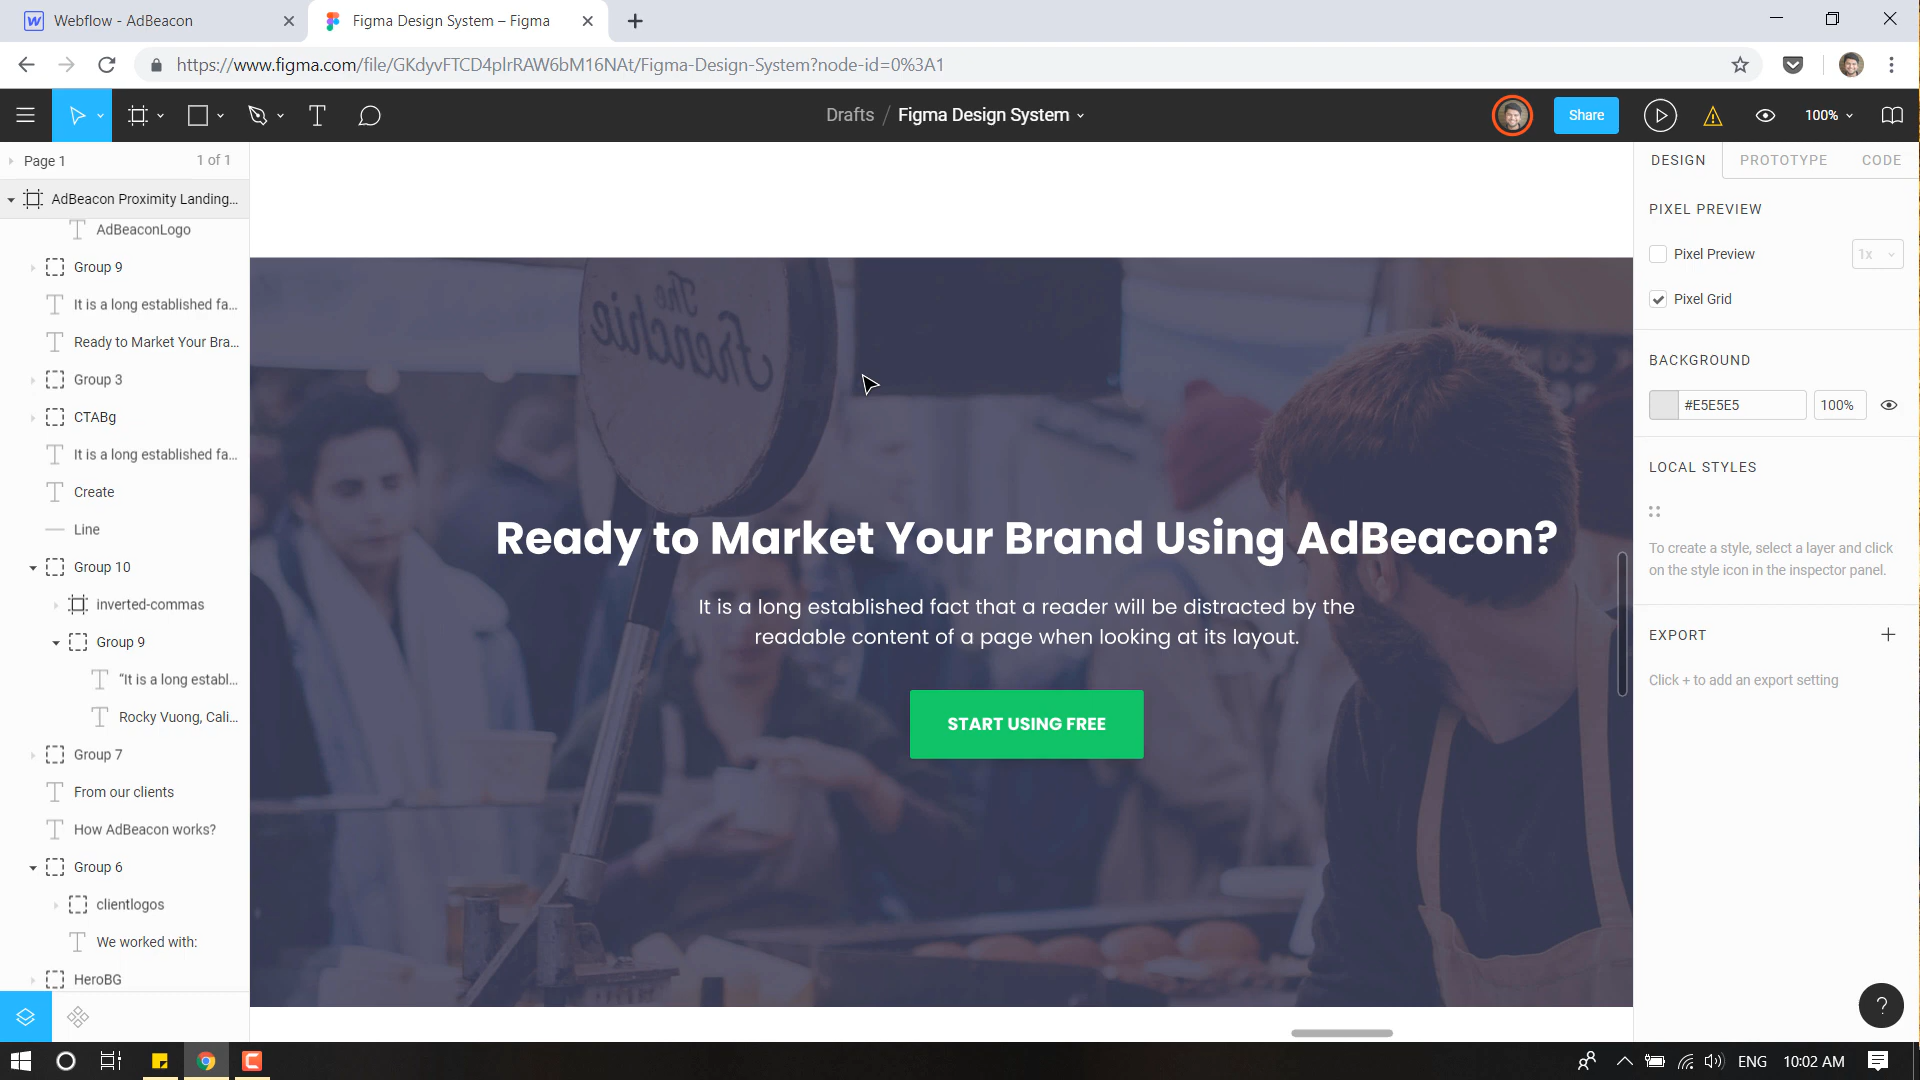 Webflow - AdBeacon
Figma Design System – Figma
https://www.figma.com/file/GKdyvFTCD4plrRAW6bM16NAt/Figma-Design-System?node-id=0%3A1
Drafts / Figma Design System
Share
100%
Page 1
1 of 1
AdBeacon Proximity Landing...
AdBeaconLogo
Group 9
It is a long established fa...
Ready to Market Your Bra...
Group 3
CTABg
It is a long established fa...
Create
Line
Group 10
inverted-commas
Group 9
“It is a long establ...
Rocky Vuong, Cali...
Group 7
From our clients
How AdBeacon works?
Group 6
clientlogos
We worked with:
HeroBG
The
Frenchie
Ready to Market Your Brand Using AdBeacon?
It is a long established fact that a reader will be distracted by the
readable content of a page when looking at its layout.
START USING FREE
DESIGN
PROTOTYPE
CODE
PIXEL PREVIEW
Pixel Preview
1x
Pixel Grid
BACKGROUND
#E5E5E5
100%
LOCAL STYLES
To create a style, select a layer and click
on the style icon in the inspector panel.
EXPORT
Click + to add an export setting
?
ENG
10:02 AM